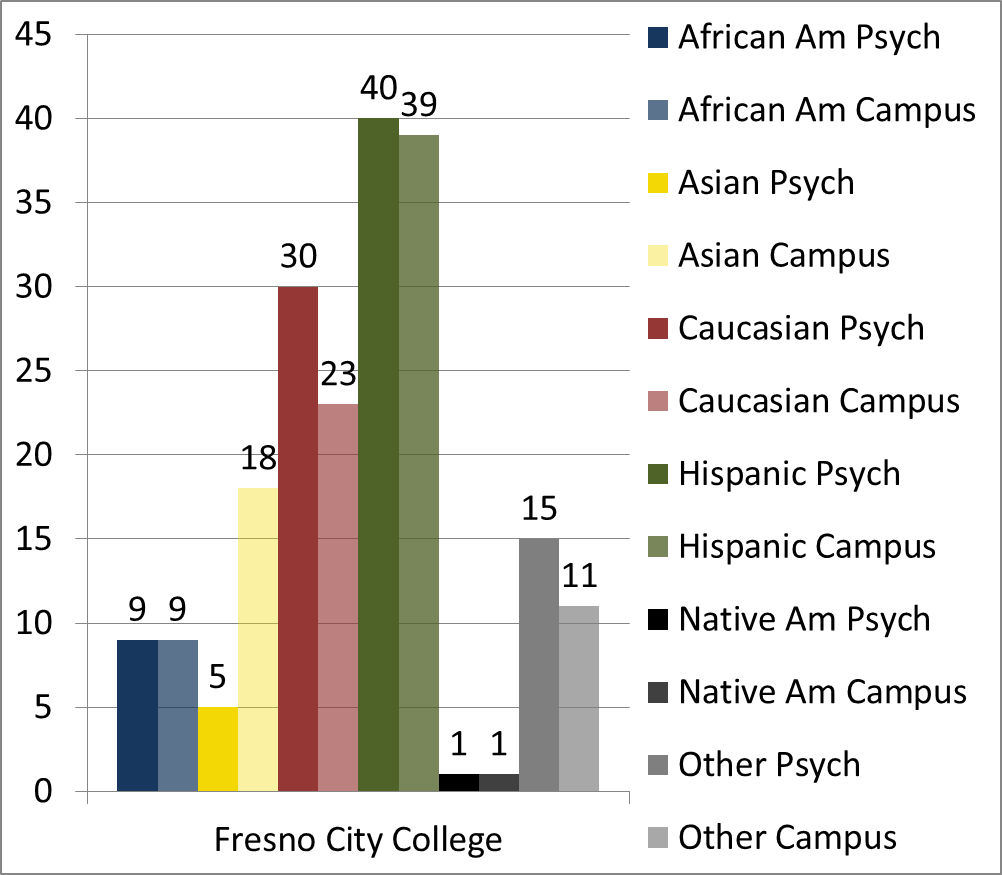 45
40
35
30
25
20
15
10
5
0
9
9
5
18
30
23
40
39
1
1
15
11
Fresno City College
African Am Psych
African Am Campus
Asian Psych
Asian Campus
Caucasian Psych
Caucasian Campus
Hispanic Psych
Hispanic Campus
Native Am Psych
Native Am Campus
Other Psych
Other Campus